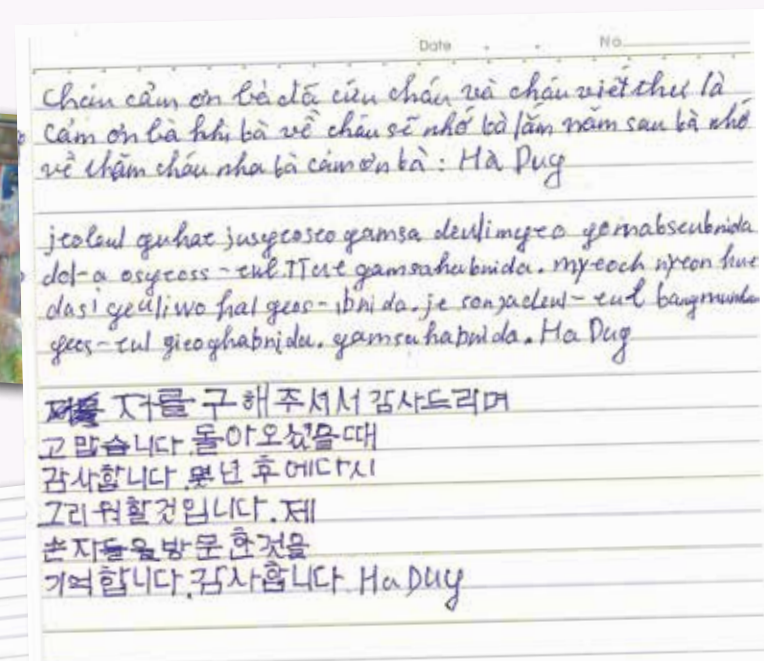 Date . . No.
Cháu cảm ơn bà đã cứu cháu và cháu viết thư là
cảm ơn bà khi bà về cháu sẽ nhớ bà lắm năm sau bà nhớ
về thăm cháu nha bà cảm ơn bà : Hà Duy
jeoleul guhae jusyeoseo gamsa deulimyeo gomabseubnida
dol-a osyeoss-eul ttae gamsahabnida. myeoch nyeon hue
dasi geuliwo hal geos-ibnida. je sonjadeul-eul bangmunhan
geos-eul gieoghabnida. gamsahabnida. Ha Duy
저를 구해 주셔서 감사드리며
고맙습니다. 돌아오셨을때
감사합니다. 몇년 후에다시
그리워할것입니다. 제
손자들을방문한것을
기억합니다. 감사합니다. Ha Duy